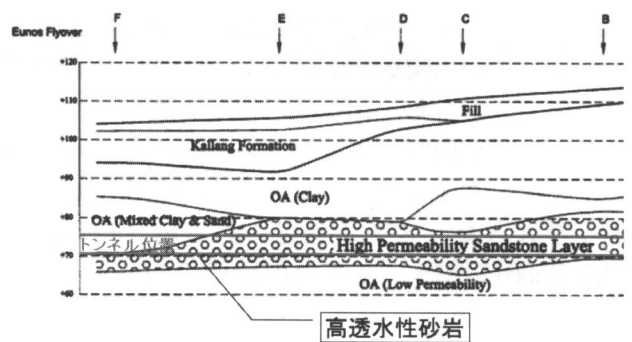 F E D C B
Eunos Flyover
+120
+110
Fill
+100
Kallang Formation
+90
OA (Clay)
+80
OA (Mixed Clay & Sand)
トンネル位置 High Permeability Sandstone Layer
+70
OA (Low Permeability)
+60
高透水性砂岩